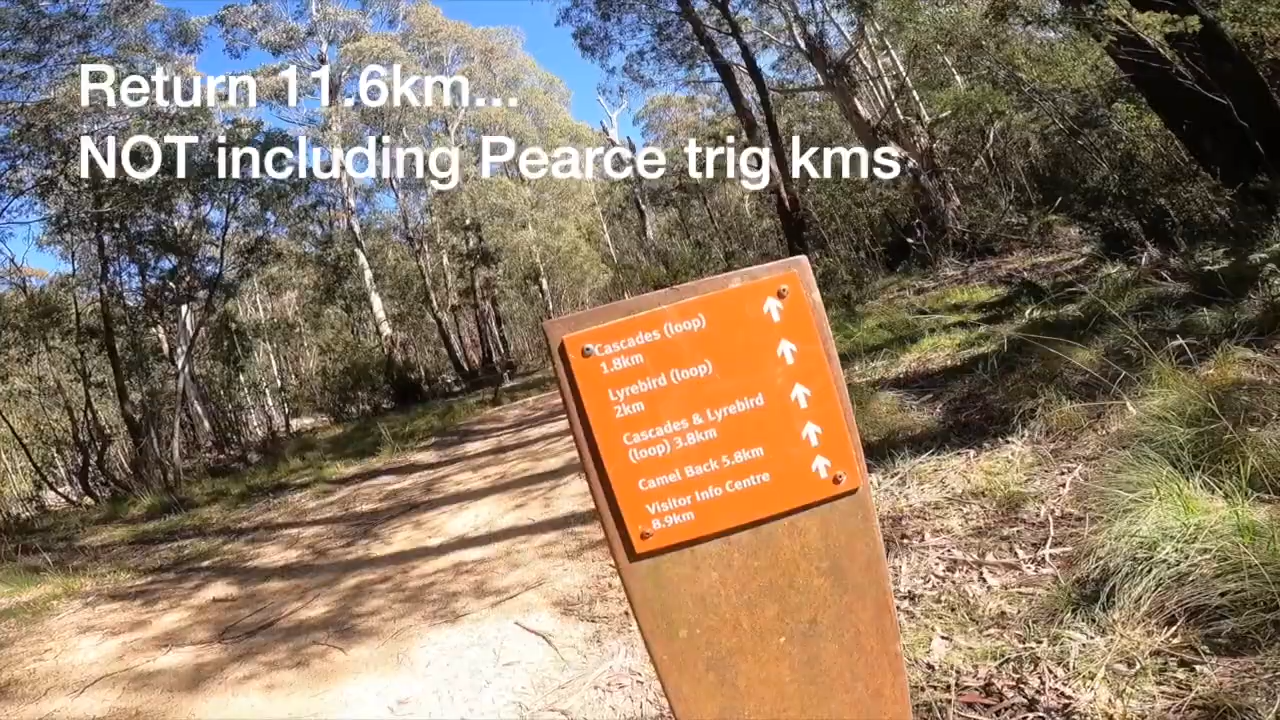 Return 11.6km...
NOT including Pearce trig kms
Cascades (loop)
1.8km
Lyrebird (loop)
2km
Cascades & Lyrebird
(loop) 3.8km
Camel Back 5.8km
Visitor Info Centre
8.9km